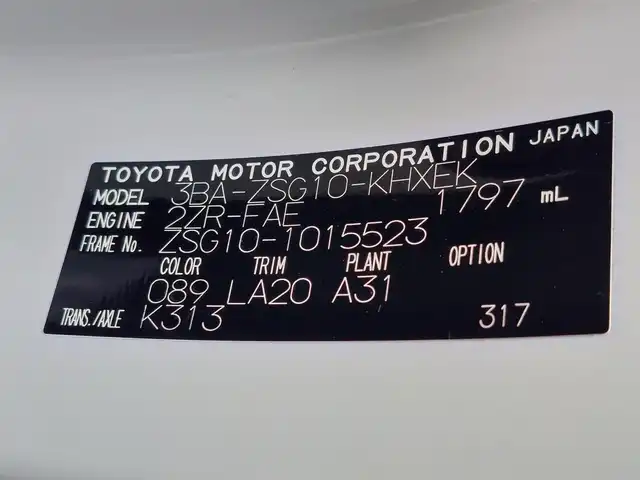 TOYOTA MOTOR CORPORATION JAPAN
MODEL 3BA-ZSG10-KHXEK
ENGINE 2ZR-FAE 1797 mL
FRAME No. ZSG10-1015523
COLOR TRIM PLANT OPTION
089 LA20 A31
TRANS./AXLE K313 317